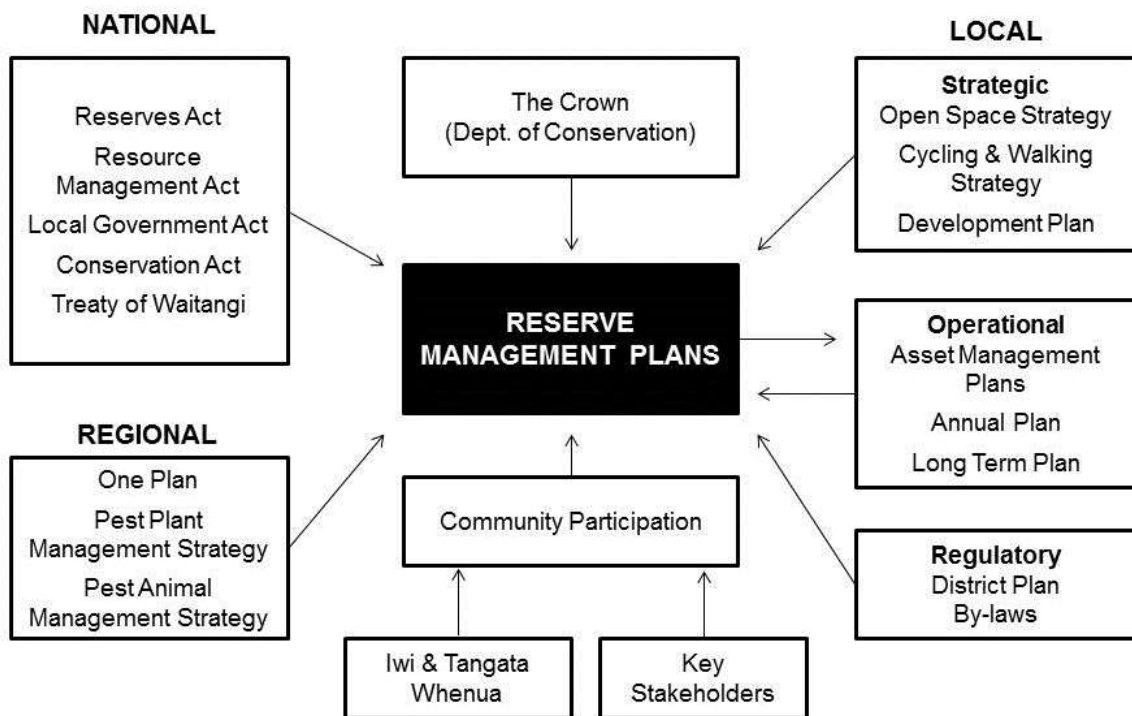 NATIONAL
Reserves Act
Resource
Management Act
Local Government Act
Conservation Act
Treaty of Waitangi
REGIONAL
One Plan
Pest Plant
Management Strategy
Pest Animal
Management Strategy
The Crown
(Dept. of Conservation)
RESERVE
MANAGEMENT PLANS
Community Participation
Iwi & Tangata
Whenua
Key
Stakeholders
LOCAL
Strategic
Open Space Strategy
Cycling & Walking
Strategy
Development Plan
Operational
Asset Management
Plans
Annual Plan
Long Term Plan
Regulatory
District Plan
By-laws